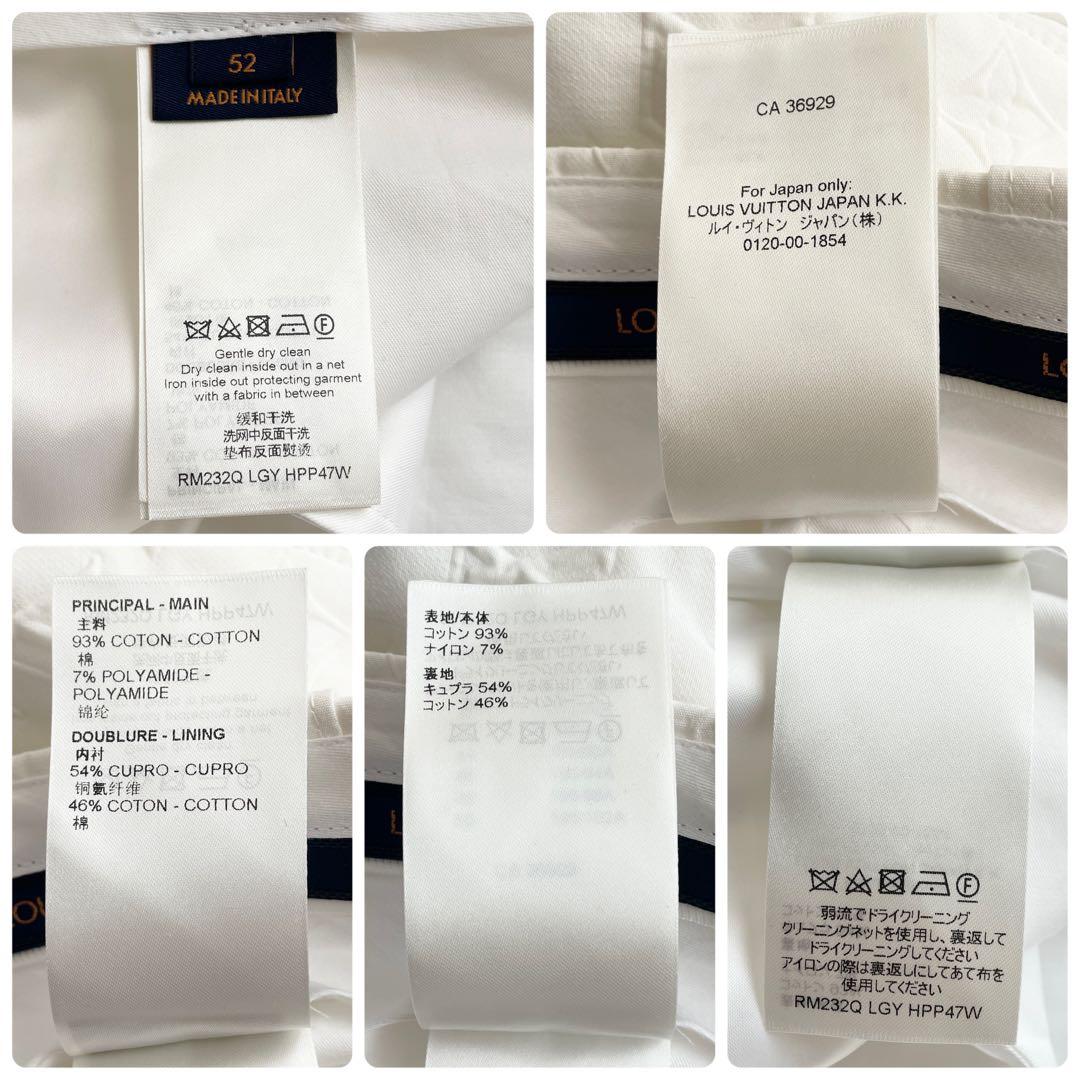 52
MADE IN ITALY
Gentle dry clean
Dry clean inside out in a net
Iron inside out protecting garment
with a fabric in between
缓和干洗
洗网中反面干洗
垫布反面熨烫
RM232Q LGY HPP47W
CA 36929
For Japan only:
LOUIS VUITTON JAPAN K.K.
ルイ・ヴィトン ジャパン(株)
0120-00-1854
LO
LO
PRINCIPAL - MAIN
主料
93% COTON - COTTON
棉
7% POLYAMIDE -
POLYAMIDE
锦纶
DOUBLURE - LINING
内衬
54% CUPRO - CUPRO
铜氨纤维
46% COTON - COTTON
棉
表地/本体
コットン 93%
ナイロン 7%
裏地
キュプラ 54%
コットン 46%
F
弱流でドライクリーニング
クリーニングネットを使用し、裏返して
ドライクリーニングしてください
アイロンの際は裏返しにしてあて布を
使用してください
RM232Q LGY HPP47W